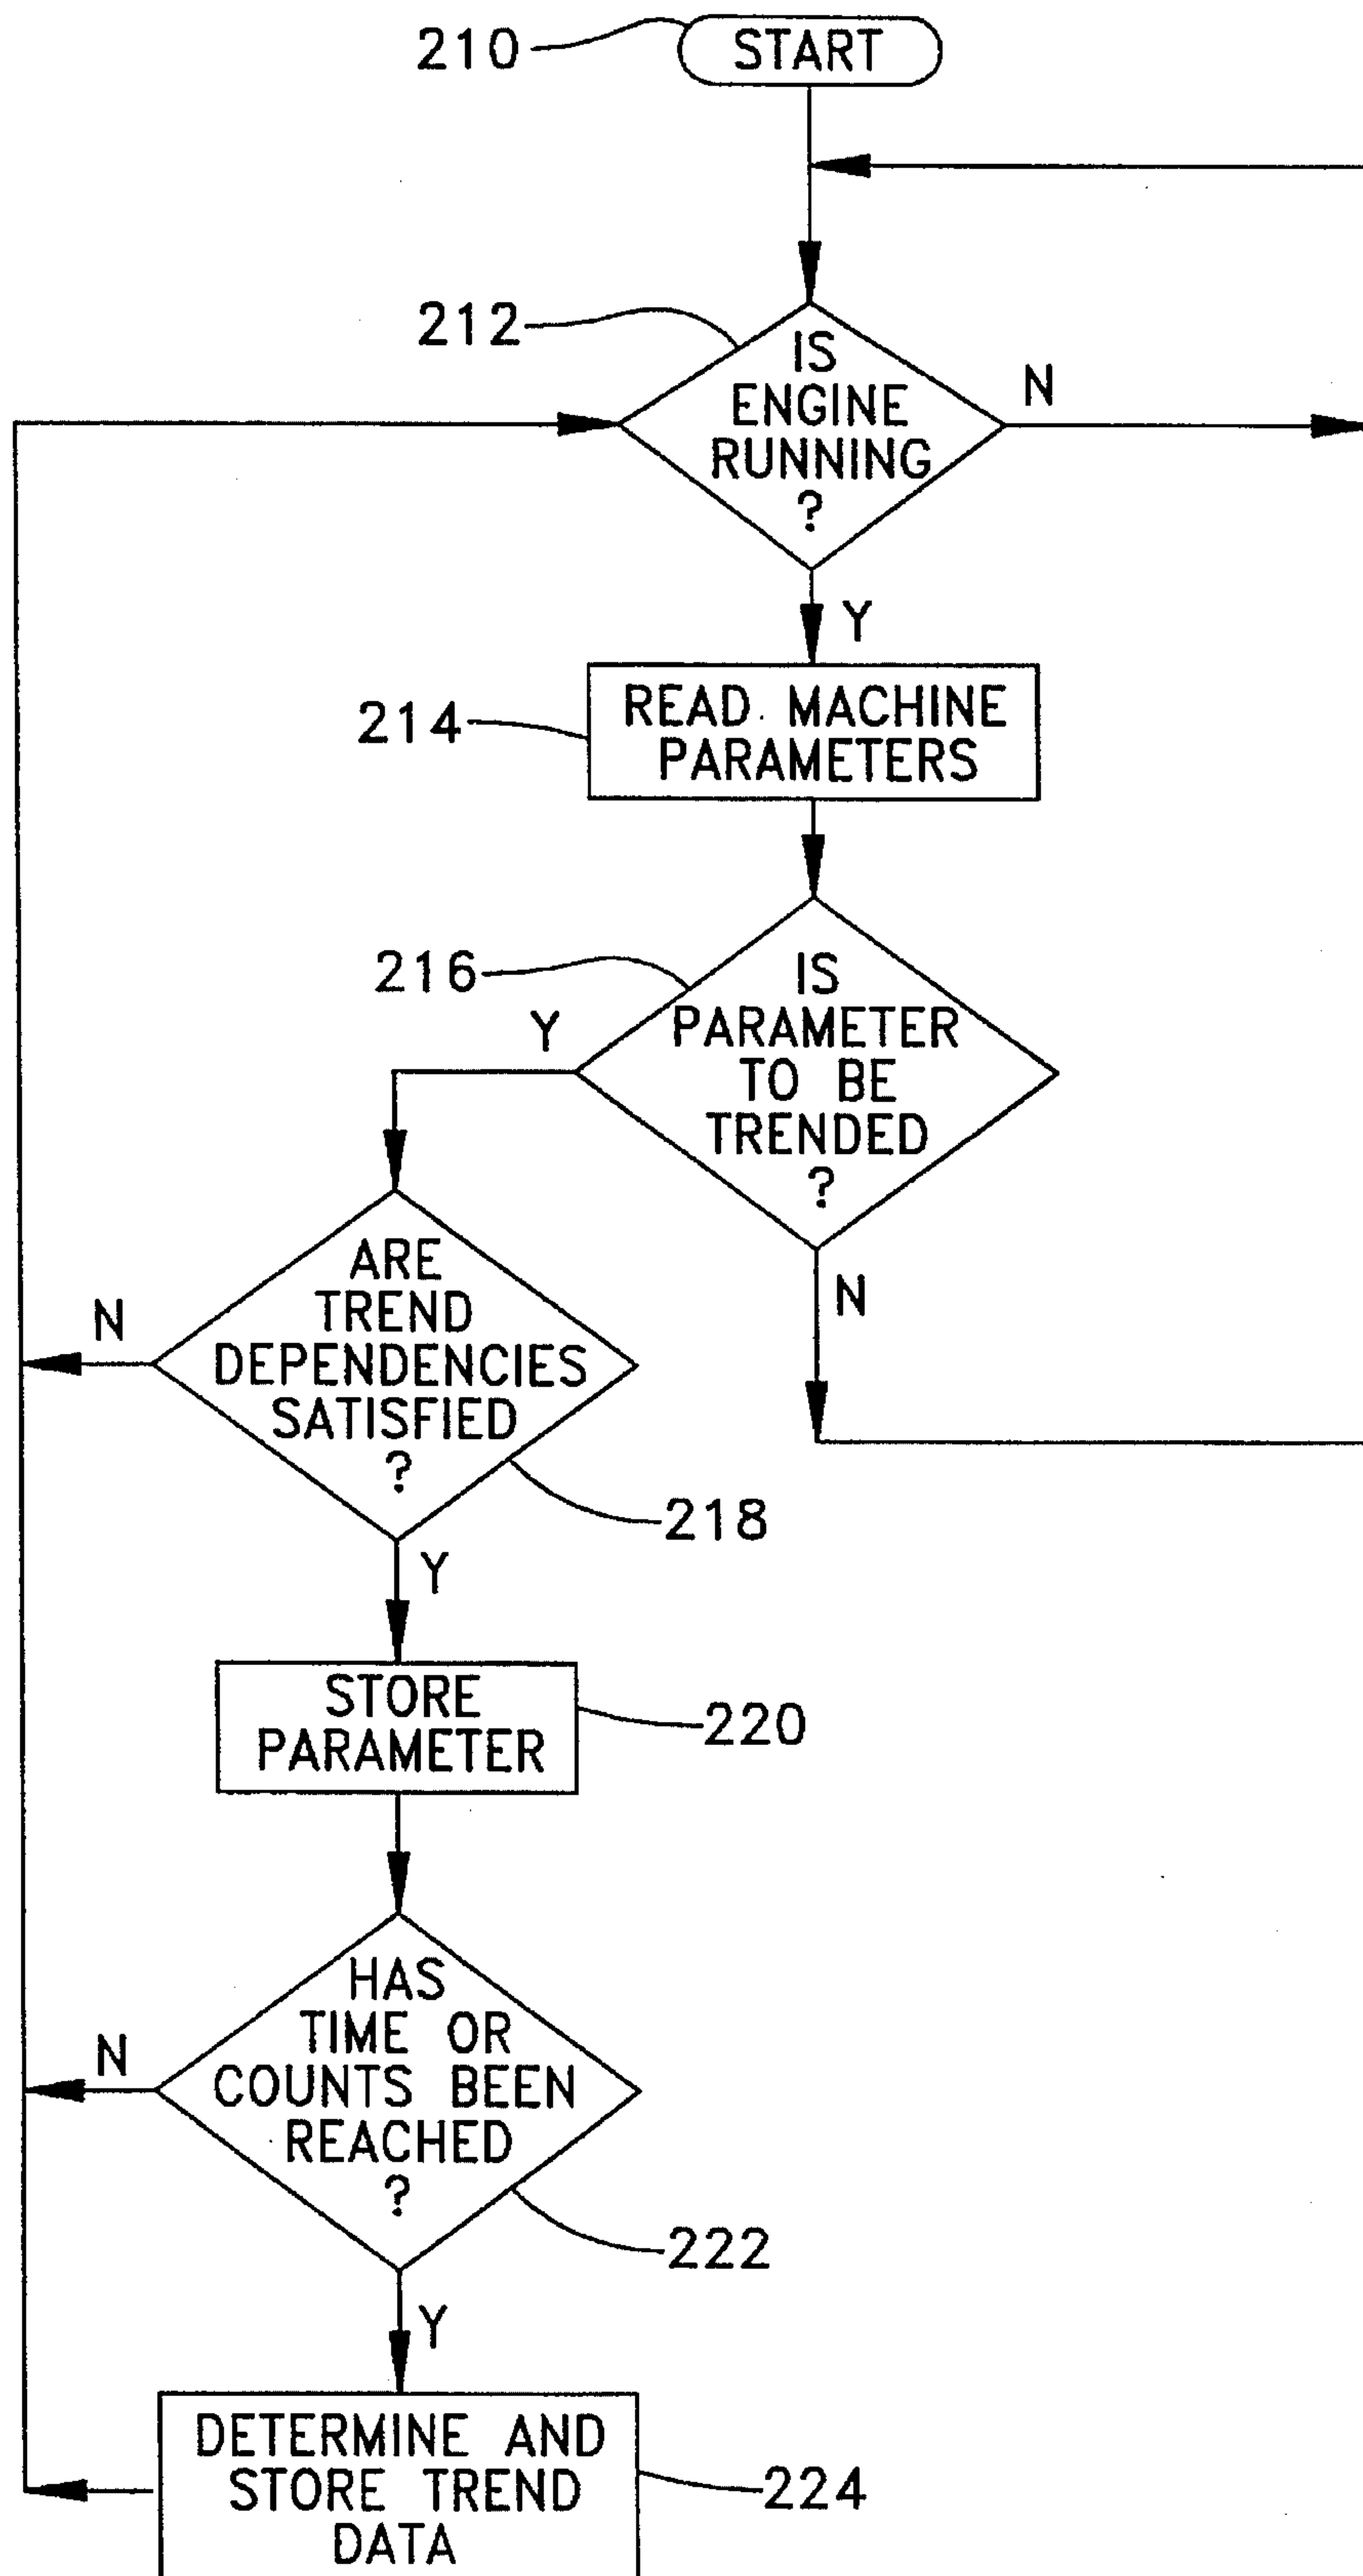 210
START
212
IS
ENGINE
RUNNING
?
N
Y
214
READ MACHINE
PARAMETERS
216
Y
IS
PARAMETER
TO BE
TRENDED
?
N
N
ARE
TREND
DEPENDENCIES
SATISFIED
?
218
Y
STORE
PARAMETER
220
N
HAS
TIME OR
COUNTS BEEN
REACHED
?
222
Y
DETERMINE AND
STORE TREND
DATA
224